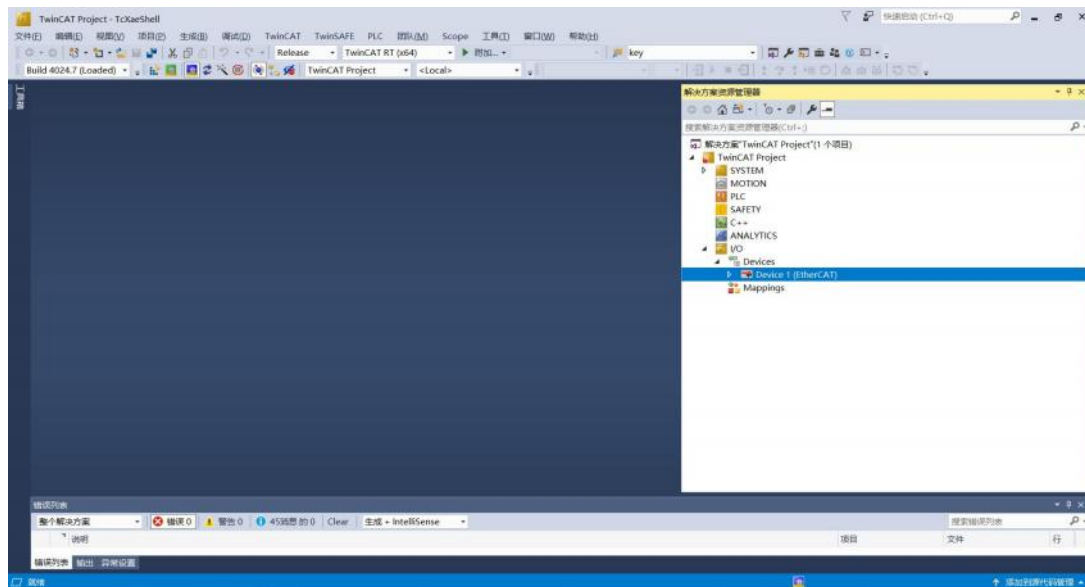 TwinCAT Project - TcXaeShell
快速启动 (Ctrl+Q)
文件(F) 编辑(E) 视图(V) 项目(P) 生成(B) 调试(D) TwinCAT TwinSAFE PLC 团队(M) Scope 工具(T) 窗口(W) 帮助(H)
Release TwinCAT RT (x64) 附加... key
Build 4024.7 (Loaded) TwinCAT Project <Local>
工具箱
解决方案资源管理器
搜索解决方案资源管理器(Ctrl+;)
解决方案"TwinCAT Project"(1 个项目)
TwinCAT Project
SYSTEM
MOTION
PLC
SAFETY
C++
ANALYTICS
I/O
Devices
Device 1 (EtherCAT)
Mappings
错误列表
整个解决方案 错误 0 警告 0 的 0 Clear 生成 + IntelliSense 搜索错误列表
说明 项目 文件 行
错误列表 输出 异常设置
就绪 添加到源代码管理